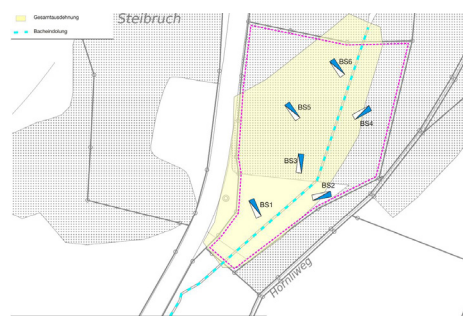 Gesamtausdehnung
Bacheindolung
Steibruch
BS6
BS5
BS4
BS3
BS2
BS1
Hörnliweg